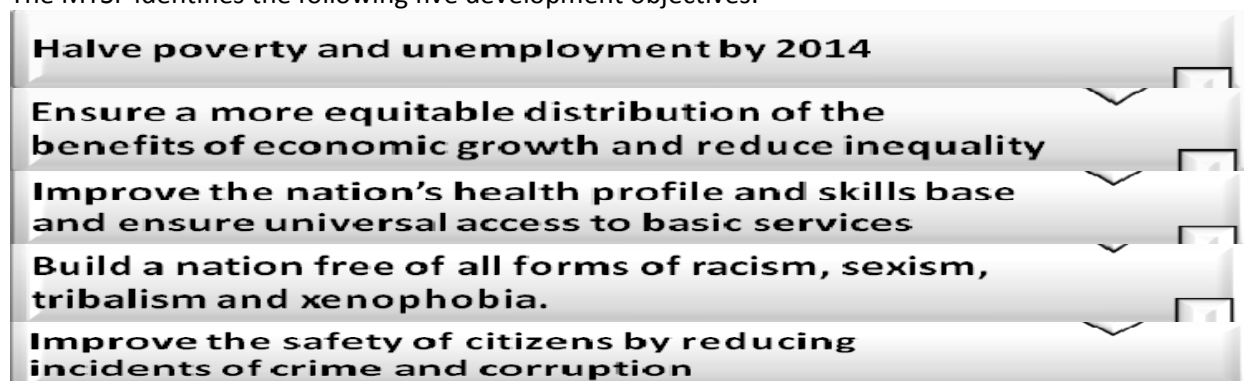 The MTSF identifies the following five development objectives:
Halve poverty and unemployment by 2014
Ensure a more equitable distribution of the
benefits of economic growth and reduce inequality
Improve the nation's health profile and skills base
and ensure universal access to basic services
Build a nation free of all forms of racism, sexism,
tribalism and xenophobia.
Improve the safety of citizens by reducing
incidents of crime and corruption